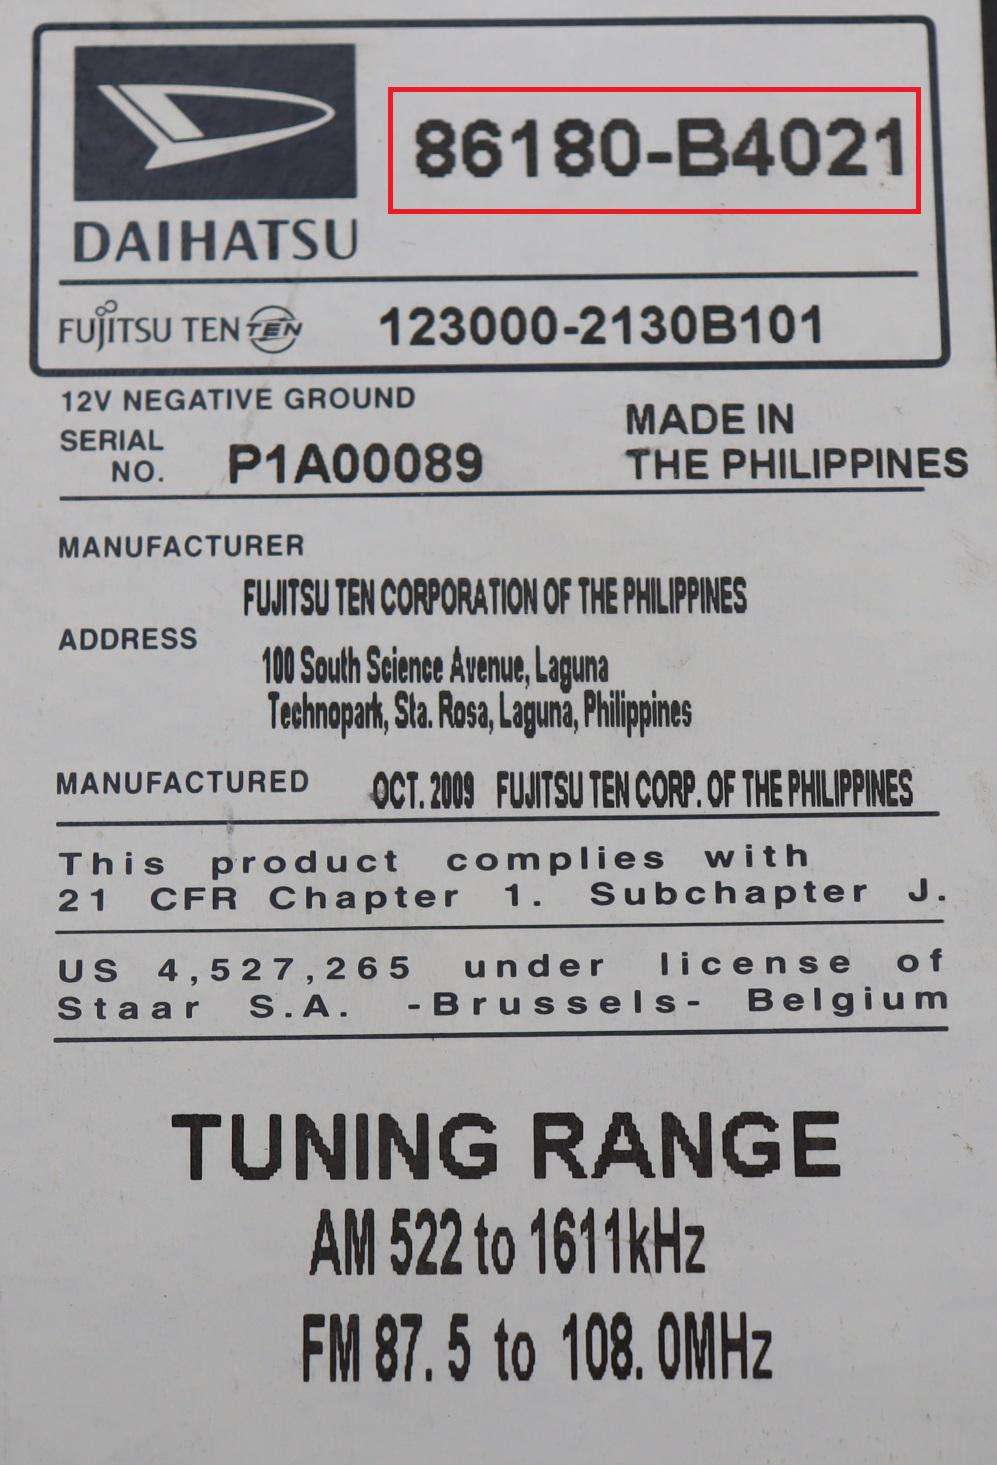 86180-B4021
DAIHATSU
FUJITSU TEN TEN 123000-2130B101
12V NEGATIVE GROUND
SERIAL NO. P1A00089
MADE IN
THE PHILIPPINES
MANUFACTURER
FUJITSU TEN CORPORATION OF THE PHILIPPINES
ADDRESS
100 South Science Avenue, Laguna
Technopark, Sta. Rosa, Laguna, Philippines
MANUFACTURED OCT. 2009 FUJITSU TEN CORP. OF THE PHILIPPINES
This product complies with
21 CFR Chapter 1. Subchapter J.
US 4,527,265 under license of
Staar S.A. -Brussels- Belgium
TUNING RANGE
AM 522 to 1611kHz
FM 87.5 to 108.0MHz